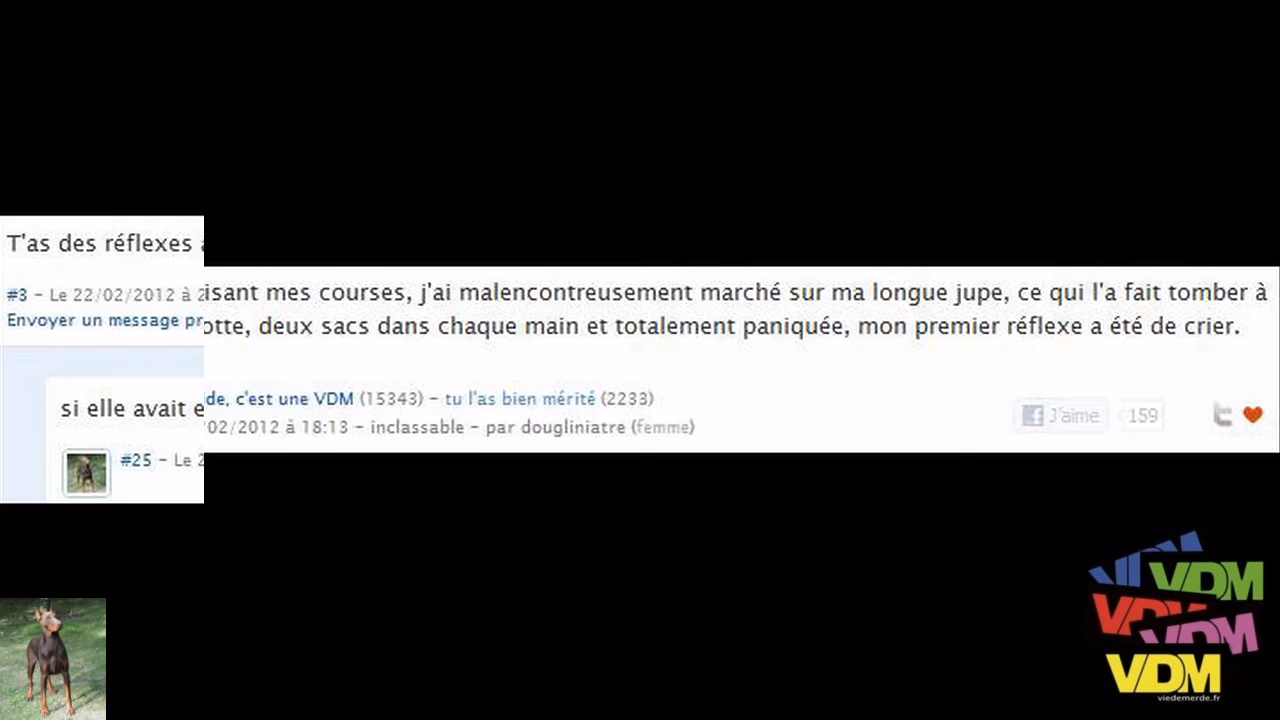 T'as des réflexes
#3 - Le 22/02/2012 à 2
Envoyer un message pr
si elle avait e
#25 - Le 2
isant mes courses, j'ai malencontreusement marché sur ma longue jupe, ce qui l'a fait tomber à
otte, deux sacs dans chaque main et totalement paniquée, mon premier réflexe a été de crier.
de, c'est une VDM (15343) - tu l'as bien mérité (2233)
02/2012 à 18:13 - inclassable - par dougliniatre (femme)
J'aime 159
VDM
VDM
VDM
VDM
VDM
viedemerde.fr